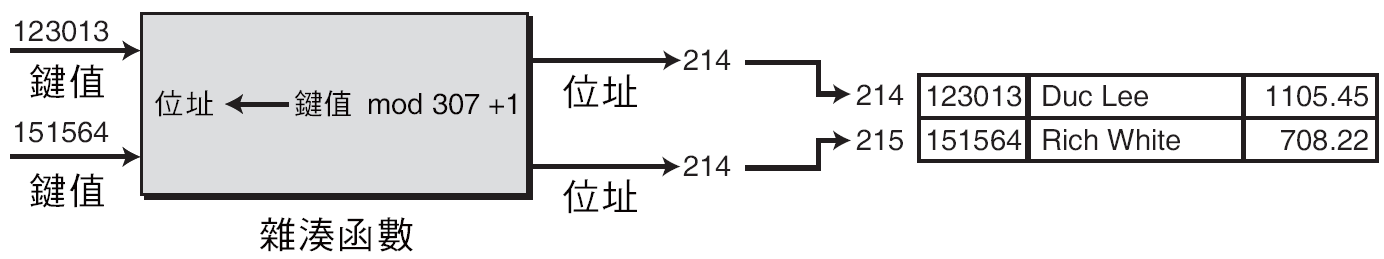 123013
鍵值
151564
鍵值
位址 鍵值 mod 307 +1
雜湊函數
位址
214
位址
214
214 123013 Duc Lee 1105.45
215 151564 Rich White 708.22